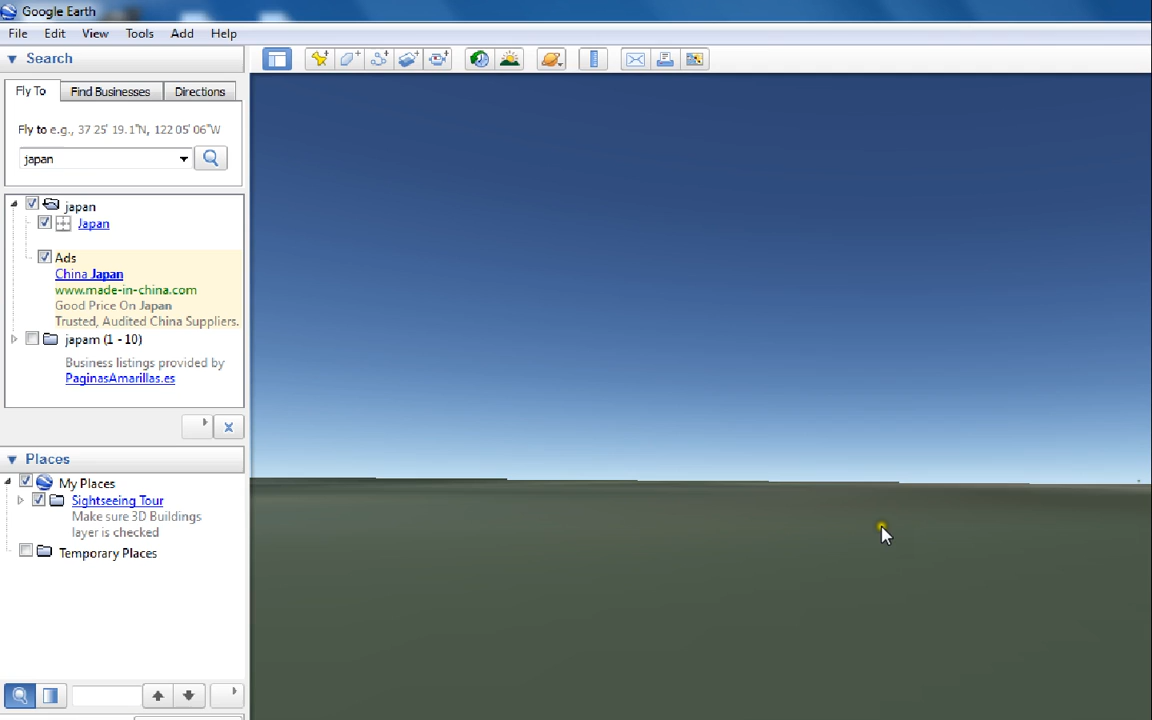 Google Earth
File Edit View Tools Add Help
Search
Fly To Find Businesses Directions
Fly to e.g., 37 25' 19.1"N, 122 05' 06"W
japan
japan
Japan
Ads
China Japan
www.made-in-china.com
Good Price On Japan
Trusted, Audited China Suppliers.
japam (1 - 10)
Business listings provided by
PaginasAmarillas.es
Places
My Places
Sightseeing Tour
Make sure 3D Buildings
layer is checked
Temporary Places